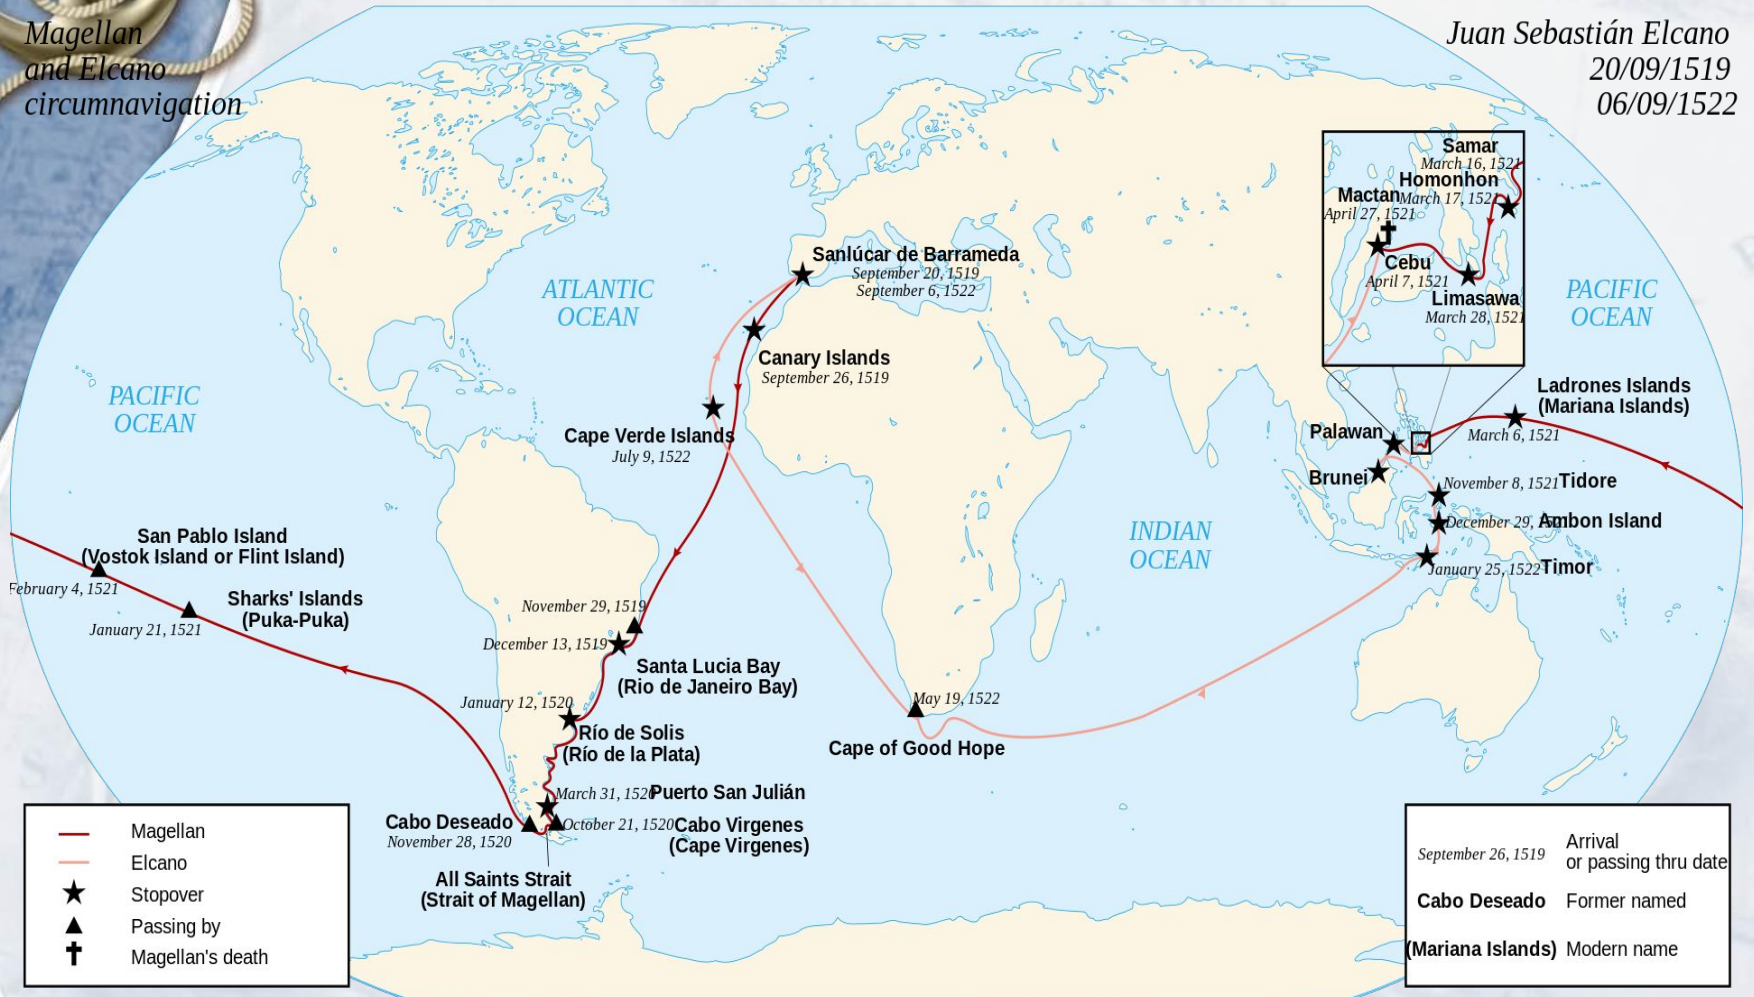 Magellan
and Elcano
circumnavigation
Juan Sebastián Elcano
20/09/1519
06/09/1522
Samar
March 16, 1521
Homonhon
March 17, 1521
Mactan
April 27, 1521
Cebu
April 7, 1521
Limasawa
March 28, 1521
Sanlúcar de Barrameda
September 20, 1519
September 6, 1522
ATLANTIC
OCEAN
PACIFIC
OCEAN
Canary Islands
September 26, 1519
PACIFIC
OCEAN
Ladrones Islands
(Mariana Islands)
March 6, 1521
Cape Verde Islands
July 9, 1522
Palawan
Brunei
November 8, 1521
Tidore
December 29, 1521
Ambon Island
January 25, 1522
Timor
INDIAN
OCEAN
San Pablo Island
(Vostok Island or Flint Island)
February 4, 1521
Sharks' Islands
(Puka-Puka)
January 21, 1521
November 29, 1519
December 13, 1519
Santa Lucia Bay
(Rio de Janeiro Bay)
January 12, 1520
Río de Solis
(Río de la Plata)
May 19, 1522
Cape of Good Hope
March 31, 1520
Puerto San Julián
Cabo Deseado
November 28, 1520
October 21, 1520
Cabo Virgenes
(Cape Virgenes)
All Saints Strait
(Strait of Magellan)
Magellan
Elcano
Stopover
Passing by
Magellan's death
September 26, 1519
Arrival
or passing thru date
Cabo Deseado
Former named
(Mariana Islands)
Modern name